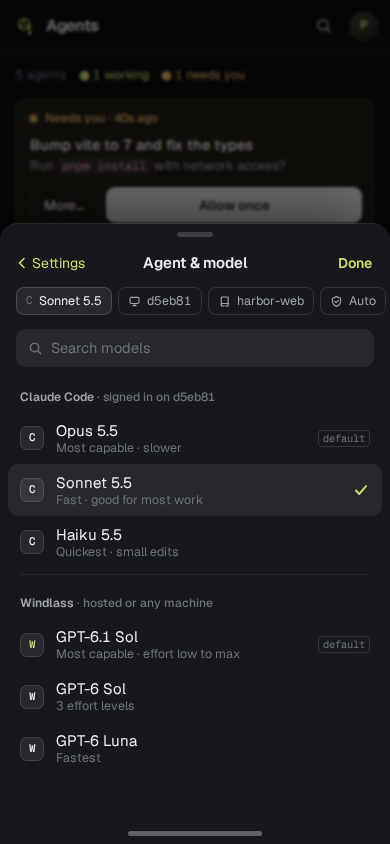 Agents
P
5 agents
1 working
1 needs you
Needs you · 40s ago
Bump vite to 7 and fix the types
Run pnpm install with network access?
More…
Allow once
Settings
Agent & model
Done
C Sonnet 5.5
d5eb81
harbor-web
Auto
Search models
Claude Code · signed in on d5eb81
C
Opus 5.5
Most capable · slower
default
C
Sonnet 5.5
Fast · good for most work
C
Haiku 5.5
Quickest · small edits
Windlass · hosted or any machine
W
GPT-6.1 Sol
Most capable · effort low to max
default
W
GPT-6 Sol
3 effort levels
W
GPT-6 Luna
Fastest